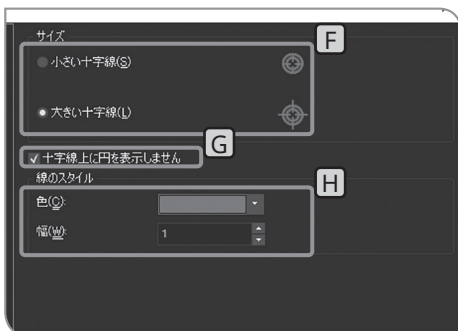 サイズ
F
小さい十字線(S)
大きい十字線(L)
G
十字線上に円を表示しません
線のスタイル
H
色(C):
幅(W):
1